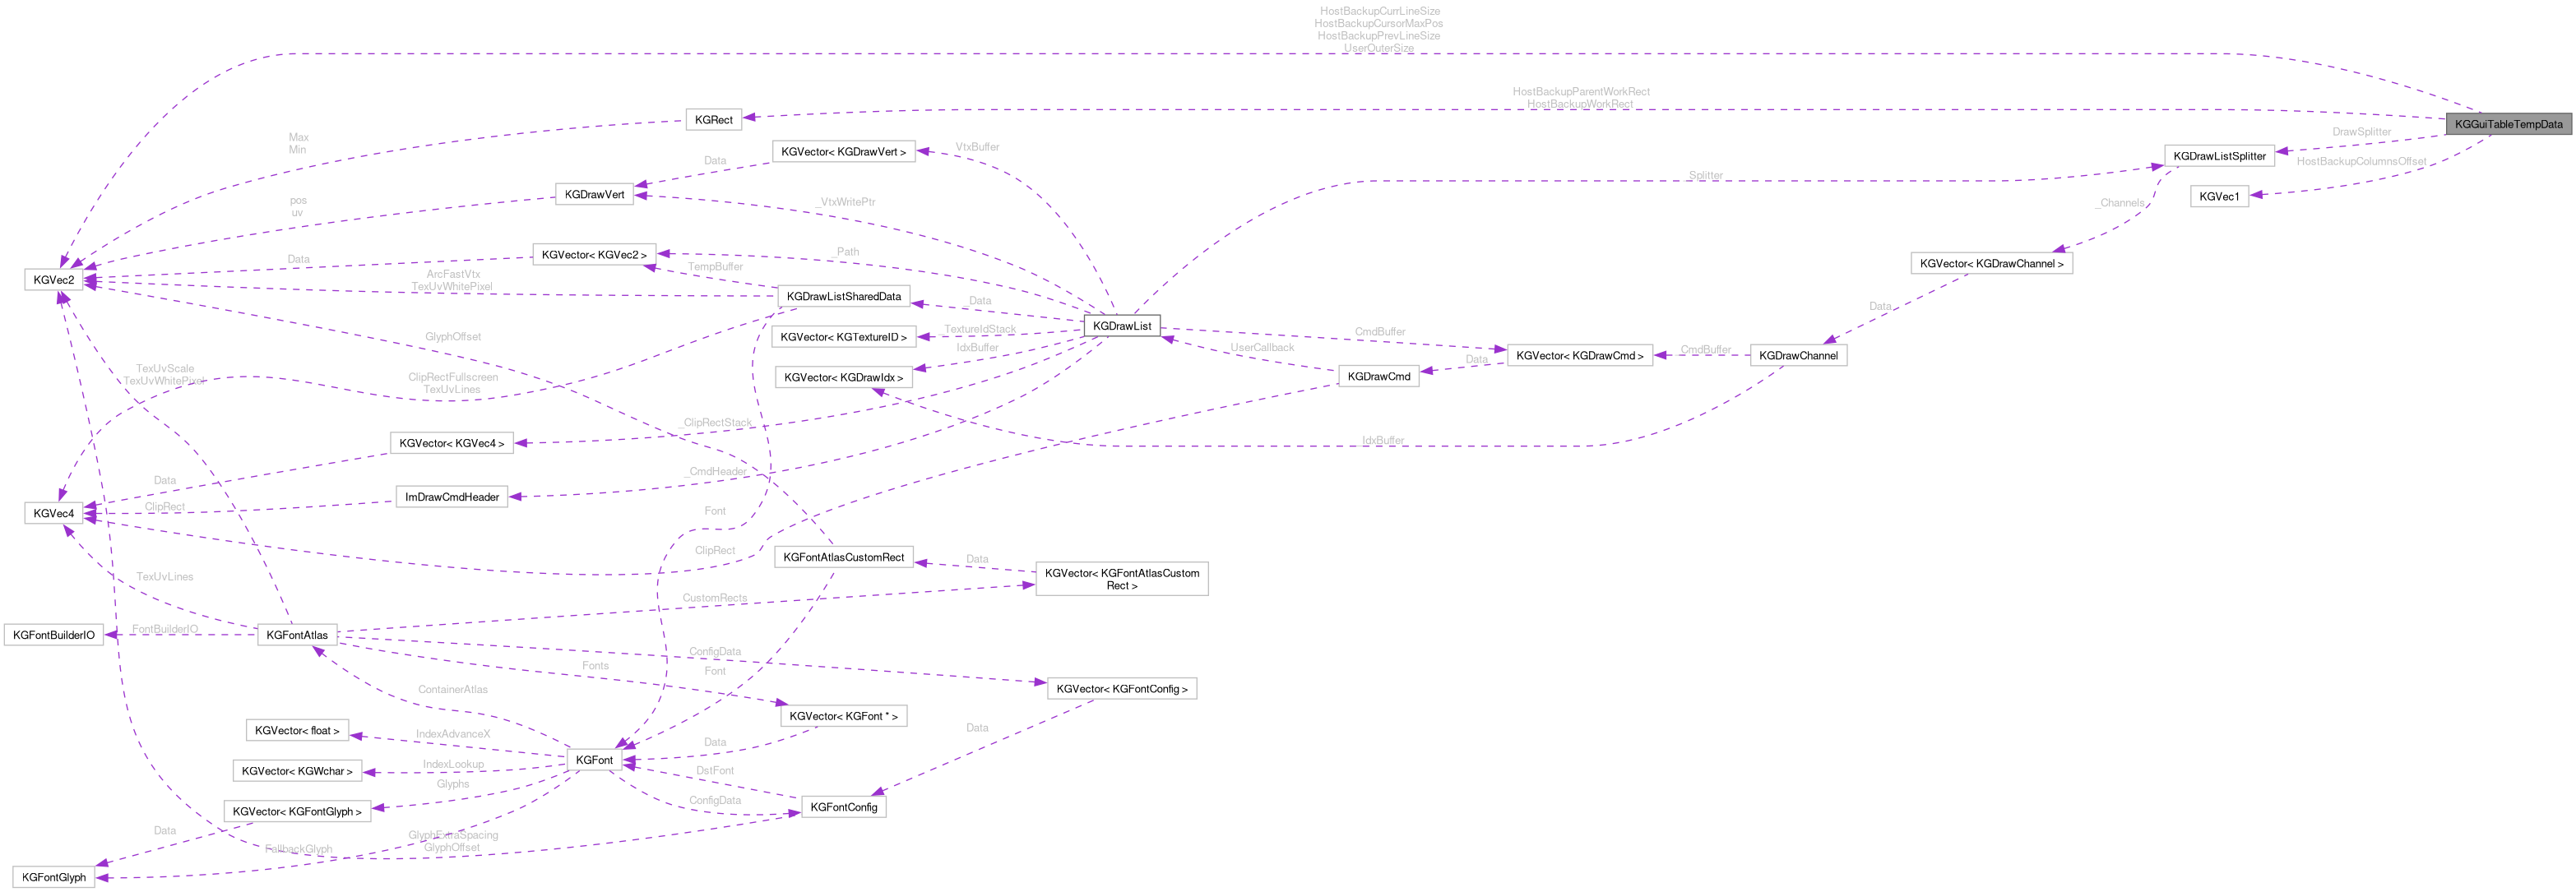 HostBackupCurrLineSize
HostBackupCursorMaxPos
HostBackupPrevLineSize
UserOuterSize
HostBackupParentWorkRect
HostBackupWorkRect
KGRect
KGGuiTableTempData
DrawSplitter
Max
Min
VtxBuffer
KGVector< KGDrawVert >
KGDrawListSplitter
Data
HostBackupColumnsOffset
Splitter
KGDrawVert
KGVec1
pos
uv
_VtxWritePtr
_Channels
_Path
KGVector< KGVec2 >
Data
KGVector< KGDrawChannel >
TempBuffer
ArcFastVtx
TexUvWhitePixel
KGVec2
KGDrawListSharedData
_Data
Data
KGDrawList
_TextureIdStack
CmdBuffer
GlyphOffset
KGVector< KGTextureID >
IdxBuffer
UserCallback
CmdBuffer
KGVector< KGDrawCmd >
KGDrawChannel
Data
TexUvScale
TexUvWhitePixel
ClipRectFullscreen
TexUvLines
KGVector< KGDrawIdx >
KGDrawCmd
_ClipRectStack
KGVector< KGVec4 >
IdxBuffer
_CmdHeader
Data
ImDrawCmdHeader
ClipRect
KGVec4
Font
ClipRect
KGFontAtlasCustomRect
Data
KGVector< KGFontAtlasCustom
Rect >
TexUvLines
CustomRects
FontBuilderIO
KGFontBuilderIO
KGFontAtlas
ConfigData
Fonts
Font
ContainerAtlas
KGVector< KGFontConfig >
KGVector< KGFont * >
KGVector< float >
IndexAdvanceX
Data
Data
KGFont
IndexLookup
KGVector< KGWchar >
DstFont
Glyphs
ConfigData
KGVector< KGFontGlyph >
KGFontConfig
Data
GlyphExtraSpacing
GlyphOffset
FallbackGlyph
KGFontGlyph